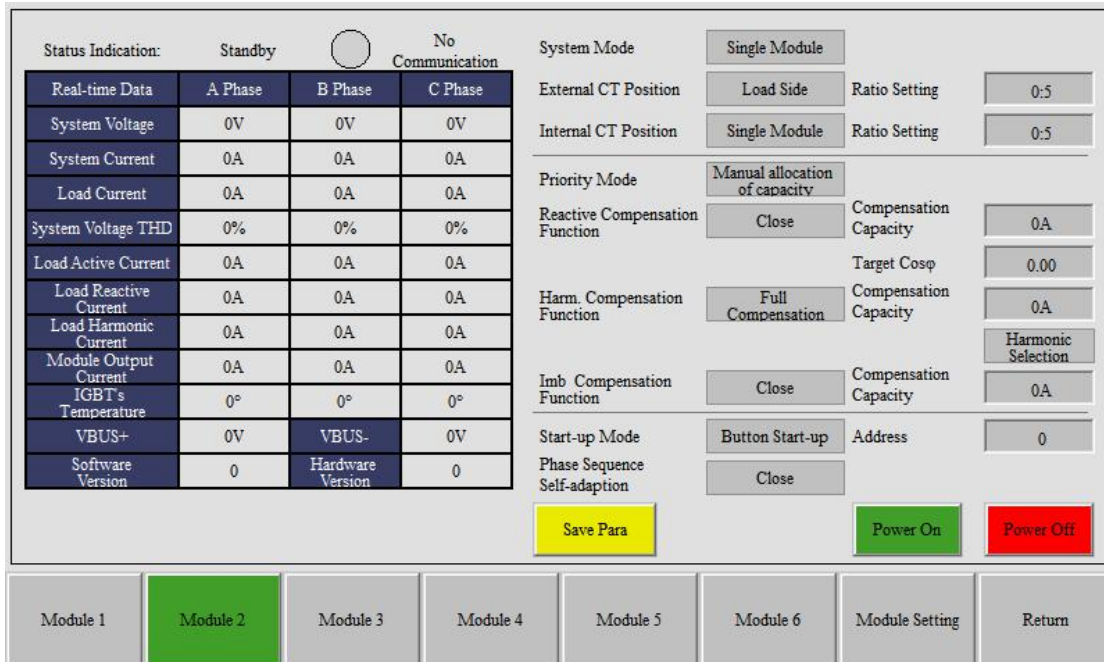 Status Indication: Standby No
Communication
Real-time Data A Phase B Phase C Phase
System Voltage 0V 0V 0V
System Current 0A 0A 0A
Load Current 0A 0A 0A
System Voltage THD 0% 0% 0%
Load Active Current 0A 0A 0A
Load Reactive
Current 0A 0A 0A
Load Harmonic
Current 0A 0A 0A
Module Output
Current 0A 0A 0A
IGBT's
Temperature 0° 0° 0°
VBUS+ 0V VBUS- 0V
Software
Version 0 Hardware
Version 0
System Mode Single Module
External CT Position Load Side Ratio Setting 0:5
Internal CT Position Single Module Ratio Setting 0:5
Priority Mode Manual allocation
of capacity
Reactive Compensation
Function Close Compensation
Capacity 0A
Target Cosφ 0.00
Harm. Compensation
Function Full
Compensation Compensation
Capacity 0A
Harmonic
Selection
Imb Compensation
Function Close Compensation
Capacity 0A
Start-up Mode Button Start-up Address 0
Phase Sequence
Self-adaption Close
Save Para Power On Power Off
Module 1 Module 2 Module 3 Module 4 Module 5 Module 6 Module Setting Return